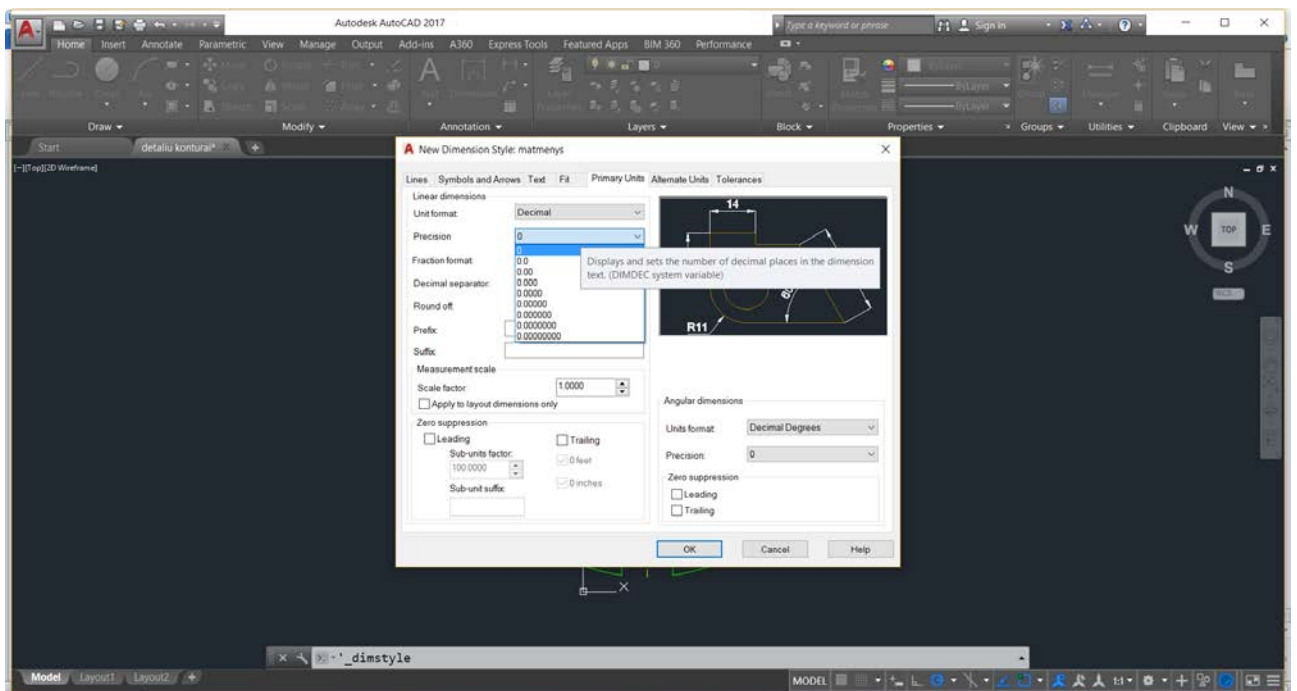 Autodesk AutoCAD 2017
Type a keyword or phrase
Sign In
Home Insert Annotate Parametric View Manage Output Add-ins A360 Express Tools Featured Apps BIM 360 Performance
Draw Modify Annotation Layers Block Properties Groups Utilities Clipboard View
Start detaliu konturai*
[-][Top][2D Wireframe]
N
W TOP E
S
New Dimension Style: matmenys
Lines Symbols and Arrows Text Fit Primary Units Alternate Units Tolerances
Linear dimensions
Unit format: Decimal
Precision 0
0
0.0
0.00
0.000
0.0000
0.00000
0.000000
0.0000000
0.00000000
Fraction format:
Decimal separator:
Round off:
Prefix:
Suffix:
Displays and sets the number of decimal places in the dimension
text. (DIMDEC system variable)
14
R11
Measurement scale
Scale factor: 1.0000
Apply to layout dimensions only
Zero suppression
Leading
Trailing
Sub-units factor:
100.0000
0 feet
Sub-unit suffix:
0 inches
Angular dimensions
Units format: Decimal Degrees
Precision: 0
Zero suppression
Leading
Trailing
OK Cancel Help
X
'_dimstyle
Model Layout1 Layout2 +
MODEL 1:1